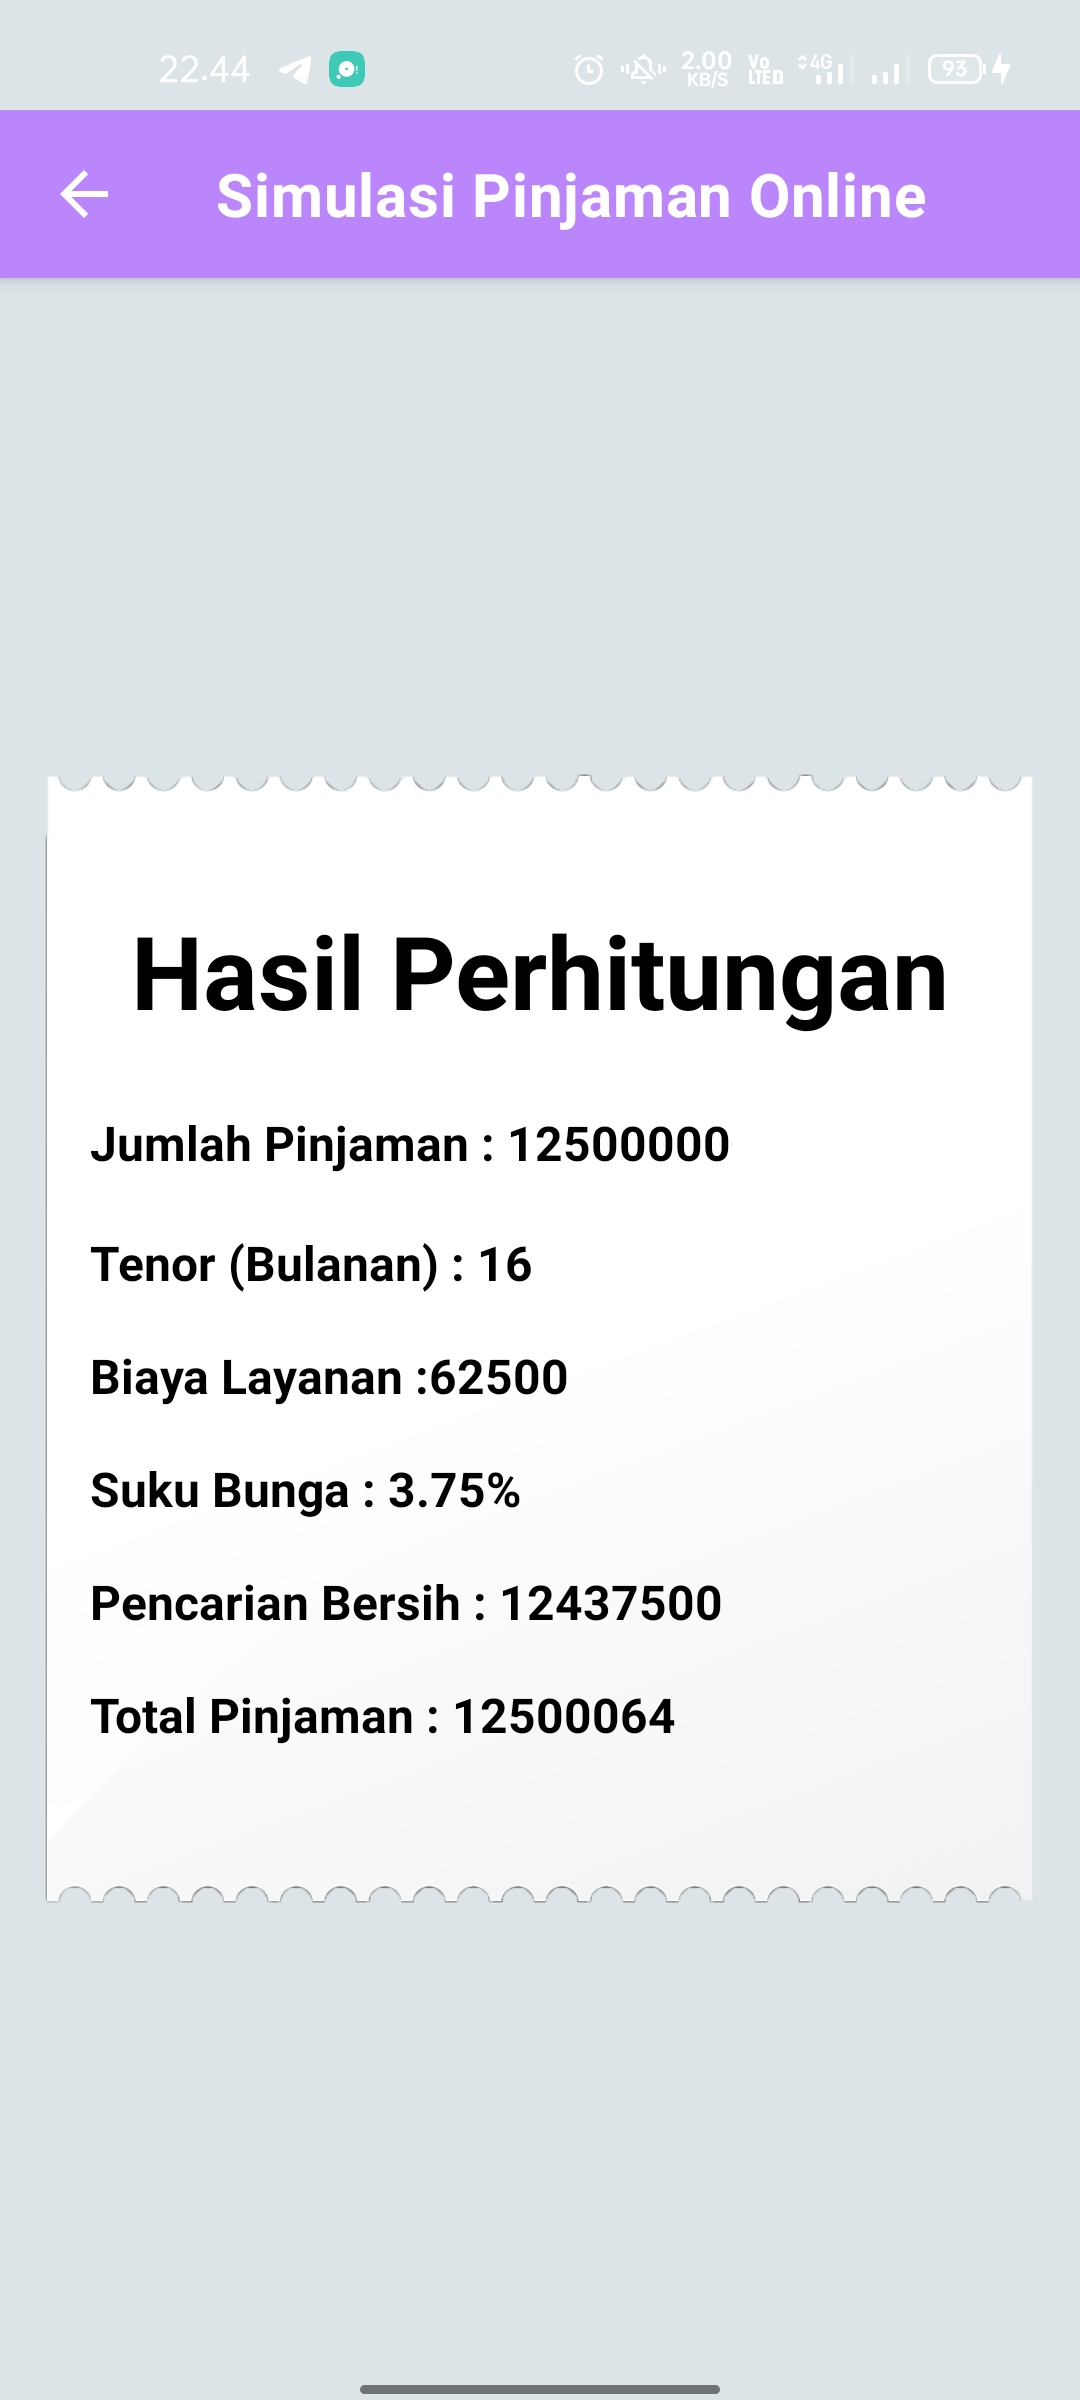 22.44
2.00
KB/S
Vo
LTE
4G
93
Simulasi Pinjaman Online
Hasil Perhitungan
Jumlah Pinjaman : 12500000
Tenor (Bulanan) : 16
Biaya Layanan :62500
Suku Bunga : 3.75%
Pencarian Bersih : 12437500
Total Pinjaman : 12500064